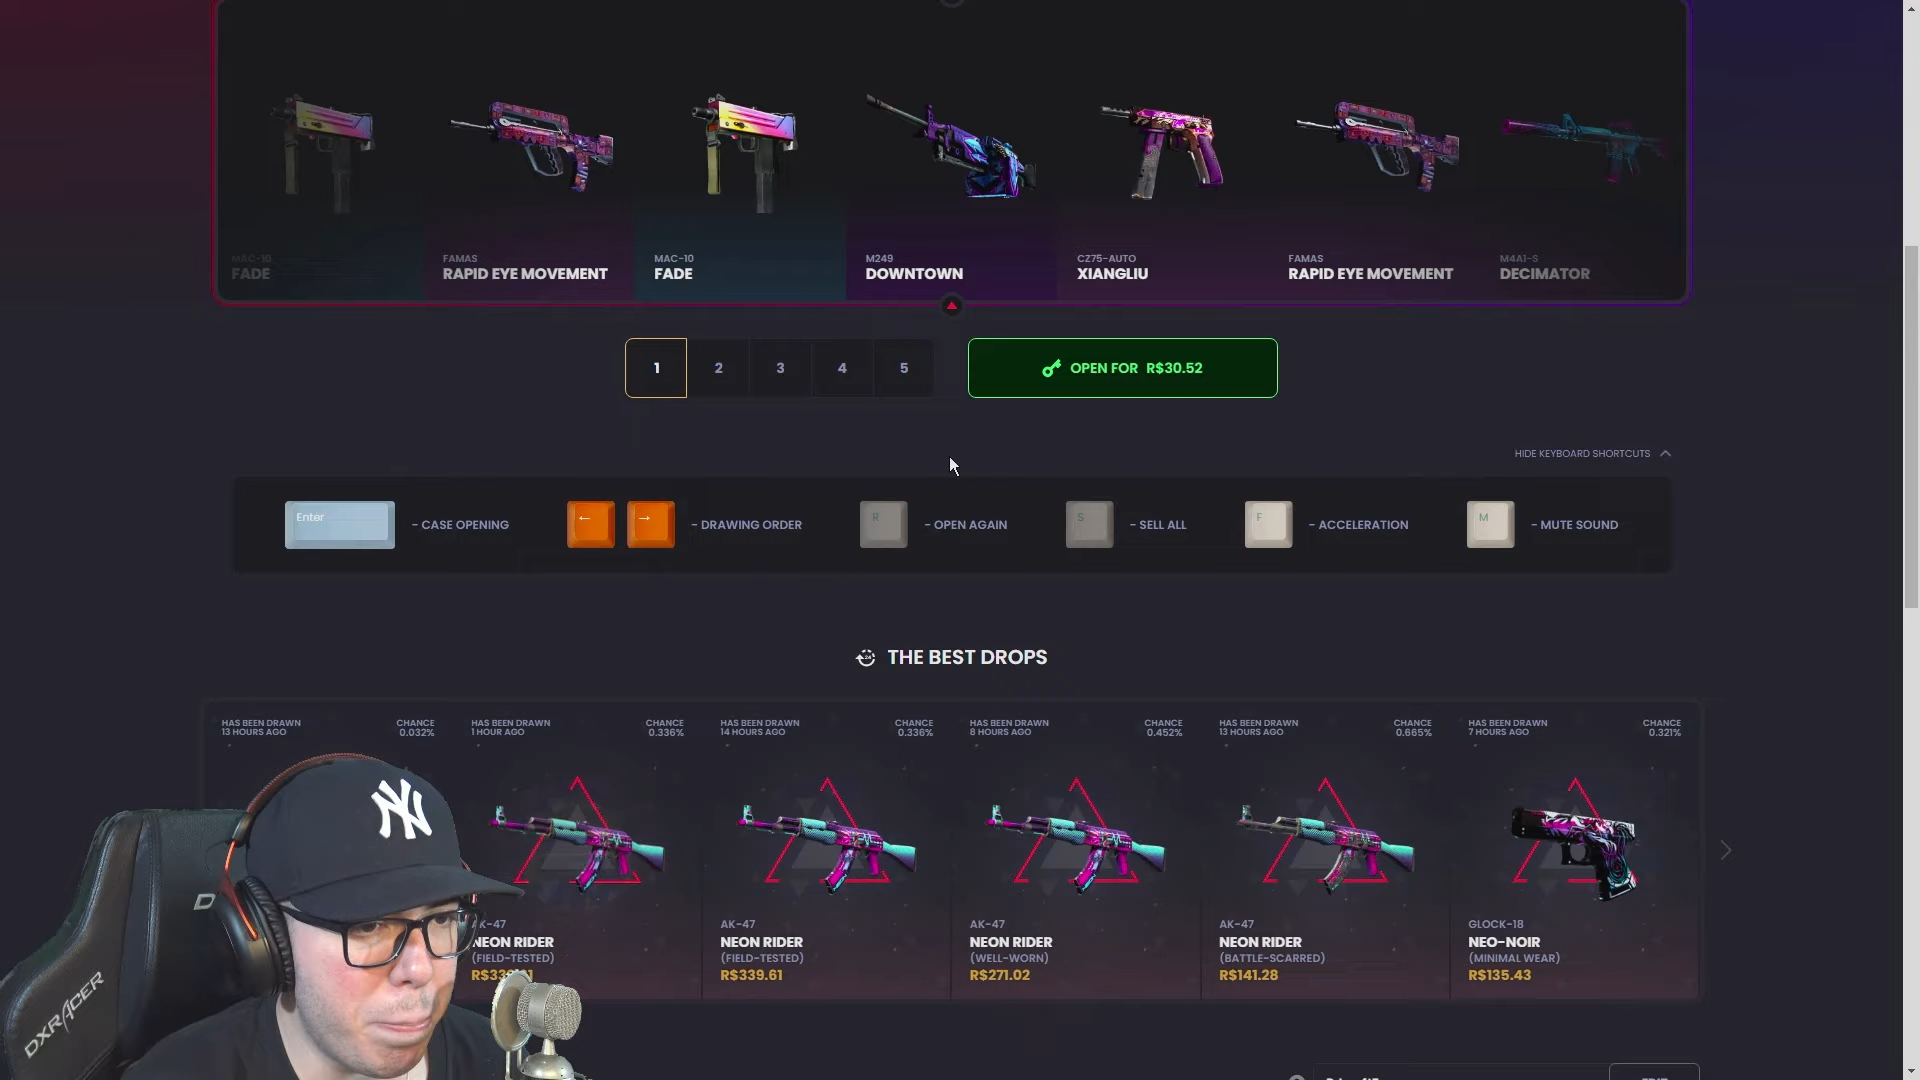 MAC-10
FADE
FAMAS
RAPID EYE MOVEMENT
MAC-10
FADE
M249
DOWNTOWN
CZ75-AUTO
XIANGLIU
FAMAS
RAPID EYE MOVEMENT
M4A1-S
DECIMATOR
1 2 3 4 5
OPEN FOR R$30.52
HIDE KEYBOARD SHORTCUTS
Enter - CASE OPENING
← → - DRAWING ORDER
R - OPEN AGAIN
S - SELL ALL
F - ACCELERATION
M - MUTE SOUND
24 THE BEST DROPS
HAS BEEN DRAWN CHANCE
13 HOURS AGO 0.032%
HAS BEEN DRAWN CHANCE
1 HOUR AGO 0.336%
AK-47
NEON RIDER
(FIELD-TESTED)
HAS BEEN DRAWN CHANCE
14 HOURS AGO 0.336%
AK-47
NEON RIDER
(FIELD-TESTED)
R$339.61
HAS BEEN DRAWN CHANCE
8 HOURS AGO 0.452%
AK-47
NEON RIDER
(WELL-WORN)
R$271.02
HAS BEEN DRAWN CHANCE
13 HOURS AGO 0.665%
AK-47
NEON RIDER
(BATTLE-SCARRED)
R$141.28
HAS BEEN DRAWN CHANCE
7 HOURS AGO 0.321%
GLOCK-18
NEO-NOIR
(MINIMAL WEAR)
R$135.43
NY
D
DXRACER